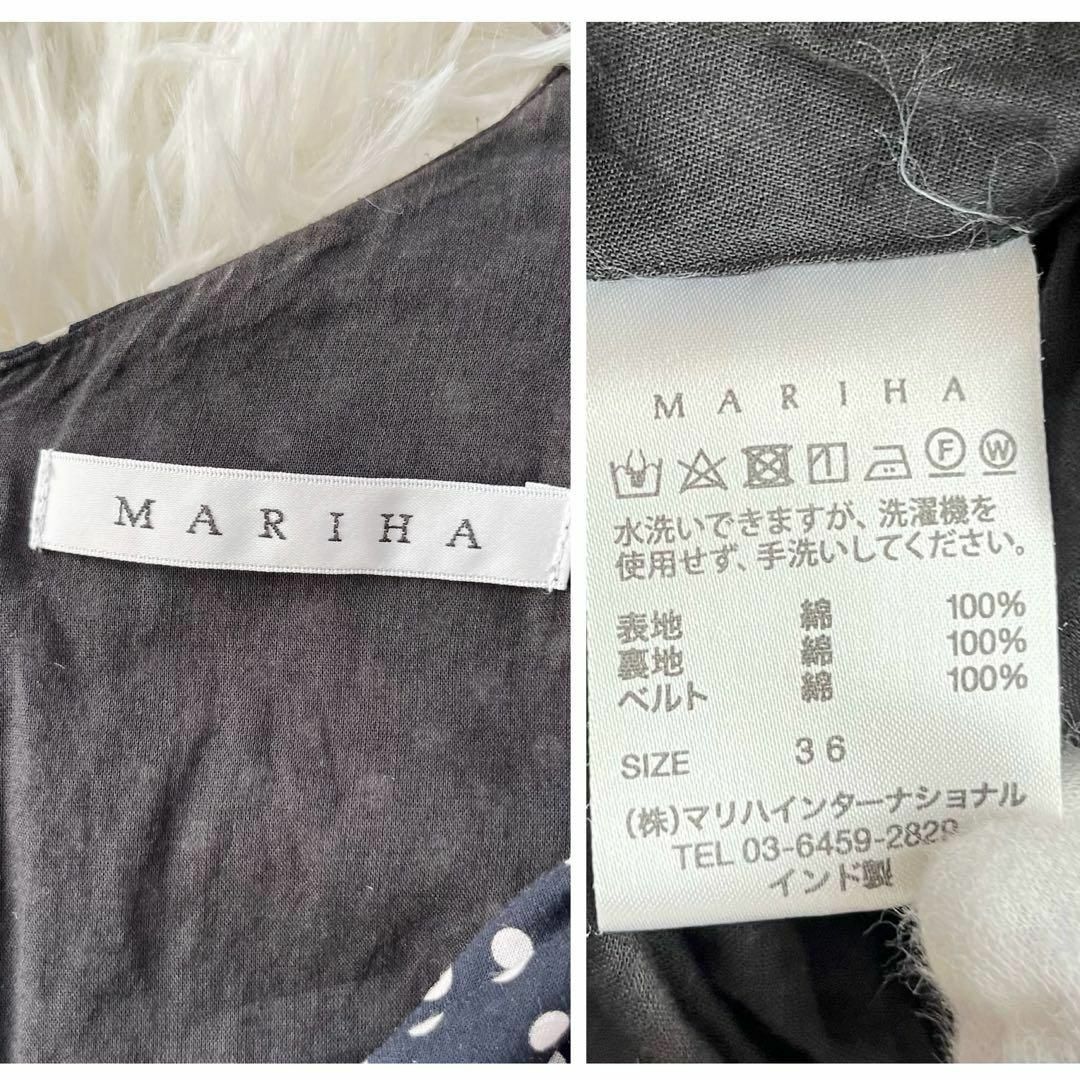 MARIHA
MARIHA
F W
水洗いできますが、洗濯機を
使用せず、手洗いしてください。
表地 綿 100%
裏地 綿 100%
ベルト 綿 100%
SIZE 36
(株)マリハインターナショナル
TEL 03-6459-2829
インド製